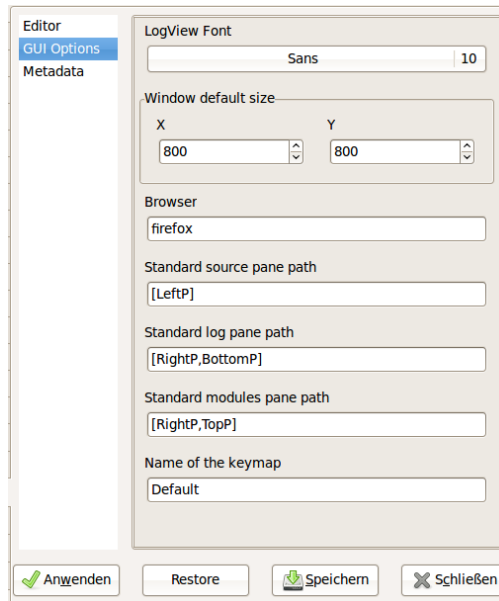 Editor
GUI Options
Metadata
LogView Font
Sans 10
Window default size
X Y
800 800
Browser
firefox
Standard source pane path
[LeftP]
Standard log pane path
[RightP,BottomP]
Standard modules pane path
[RightP,TopP]
Name of the keymap
Default
Anwenden Restore Speichern Schließen